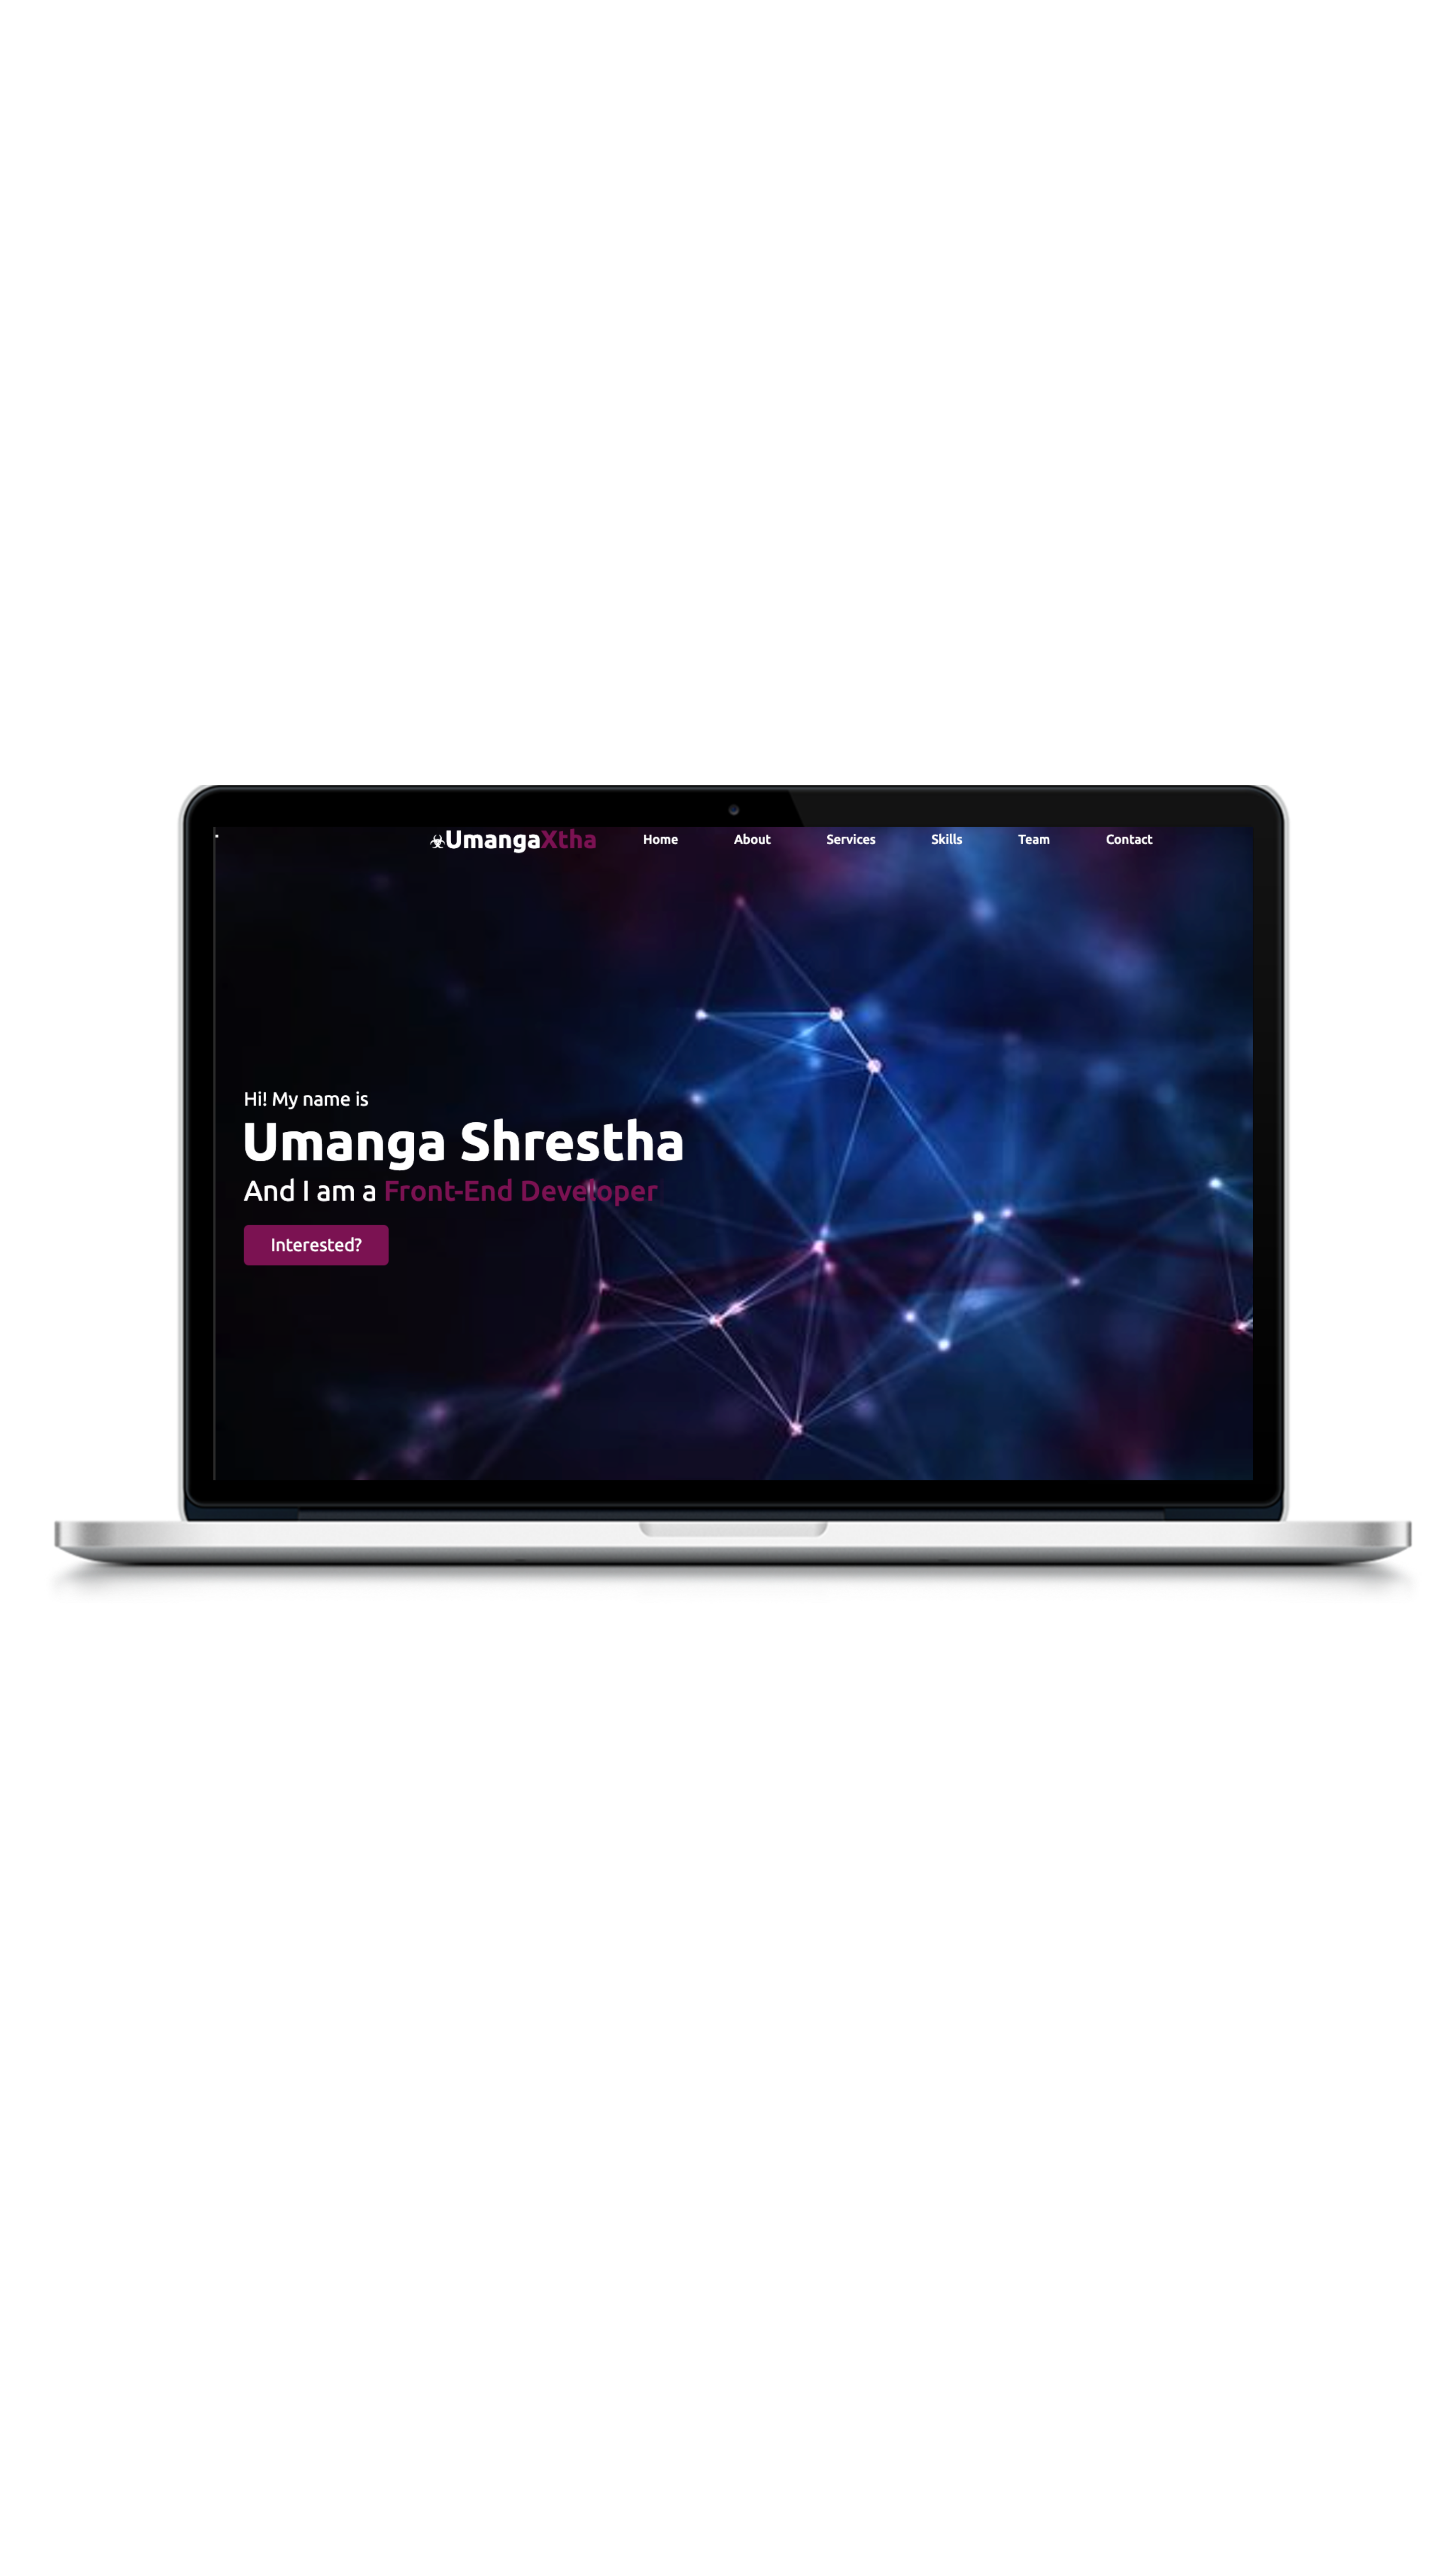 ☣UmangaXtha Home About Services Skills Team Contact
Hi! My name is
Umanga Shrestha
And I am a Front-End Developer
Interested?